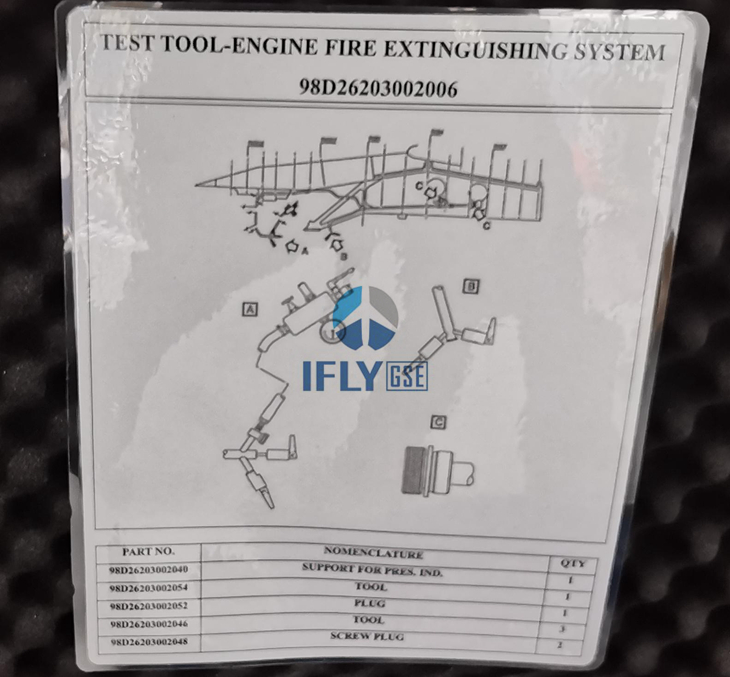 TEST TOOL-ENGINE FIRE EXTINGUISHING SYSTEM
98D26203002006
C
C
A
B
A
B
IFLY GSE
C
PART NO. NOMENCLATURE QTY
98D26203002040 SUPPORT FOR PRES. IND. 1
98D26203002054 TOOL 1
98D26203002052 PLUG 1
98D26203002046 TOOL 3
98D26203002048 SCREW PLUG 2